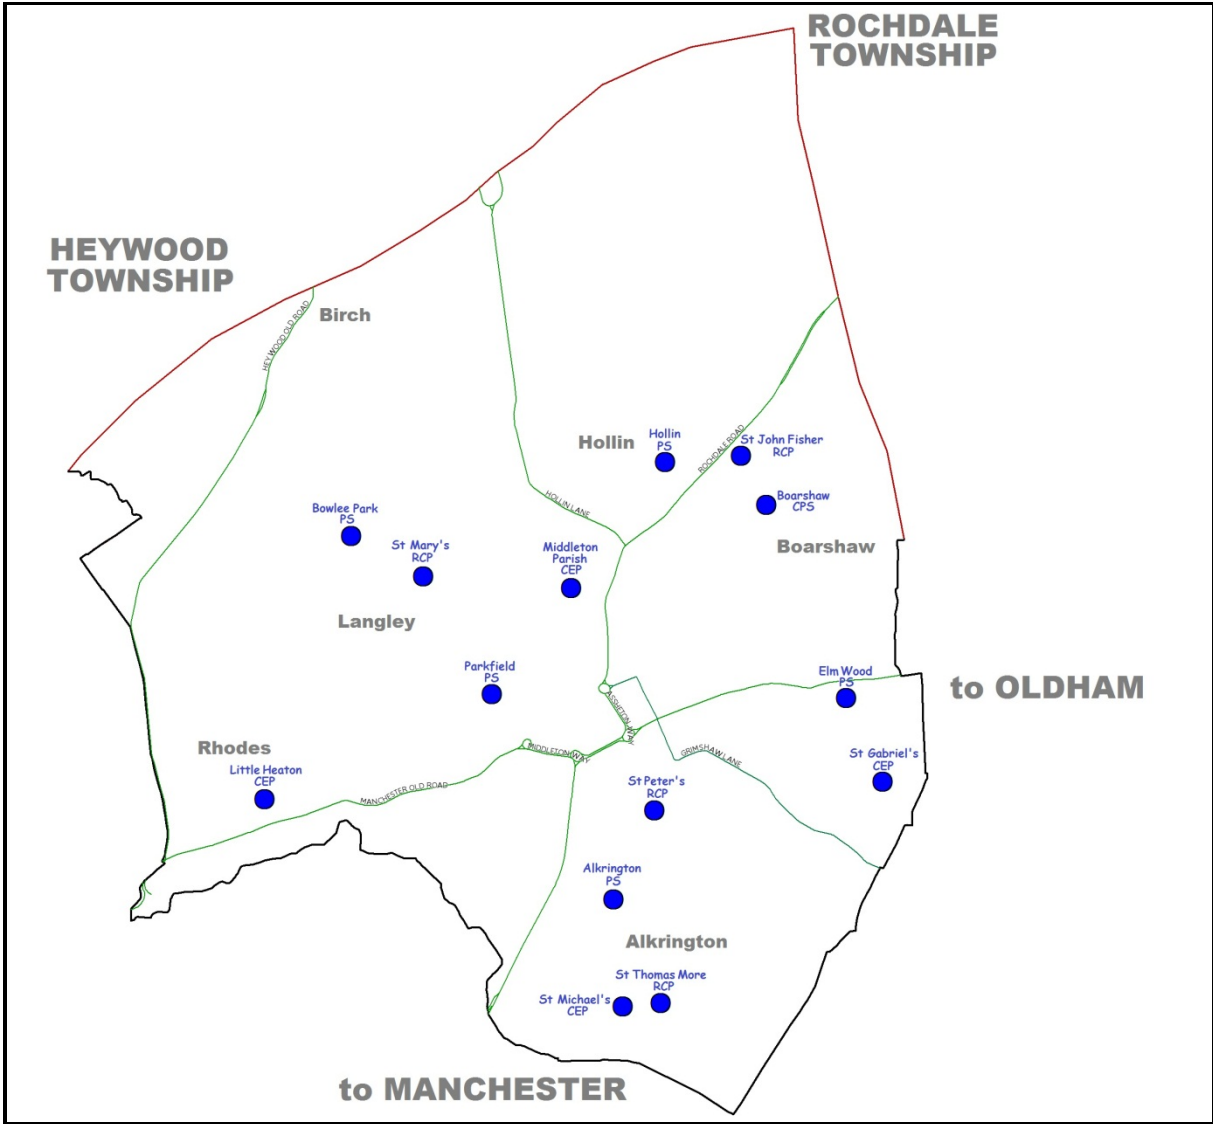 ROCHDALE
TOWNSHIP
HEYWOOD
TOWNSHIP
Birch
HEYWOOD OLD ROAD
Hollin
Hollin
PS
ROCHDALE ROAD
St John Fisher
RCP
Boarshaw
CPS
HOLLIN LANE
Bowlee Park
PS
St Mary's
RCP
Middleton
Parish
CEP
Boarshaw
Langley
Parkfield
PS
Elm Wood
PS
to OLDHAM
ASSHETON WAY
Rhodes
MIDDLETON WAY
GRIMSHAW LANE
St Gabriel's
CEP
Little Heaton
CEP
MANCHESTER OLD ROAD
St Peter's
RCP
Alkrington
PS
Alkrington
St Thomas More
RCP
St Michael's
CEP
to MANCHESTER